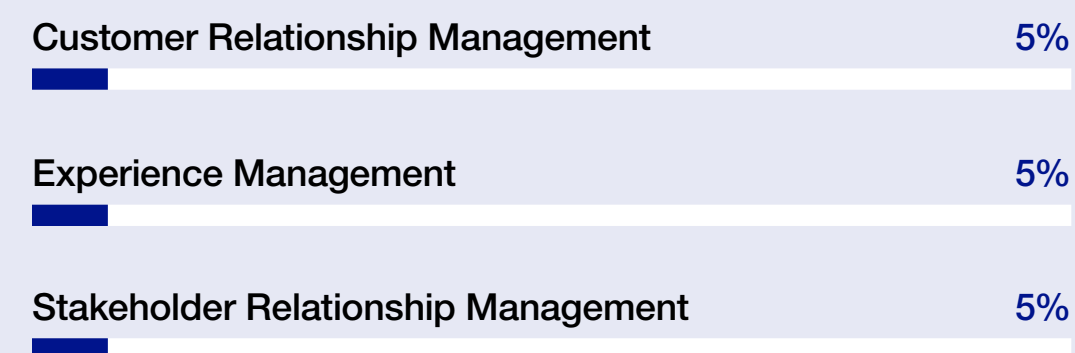 Customer Relationship Management 5%
Experience Management 5%
Stakeholder Relationship Management 5%